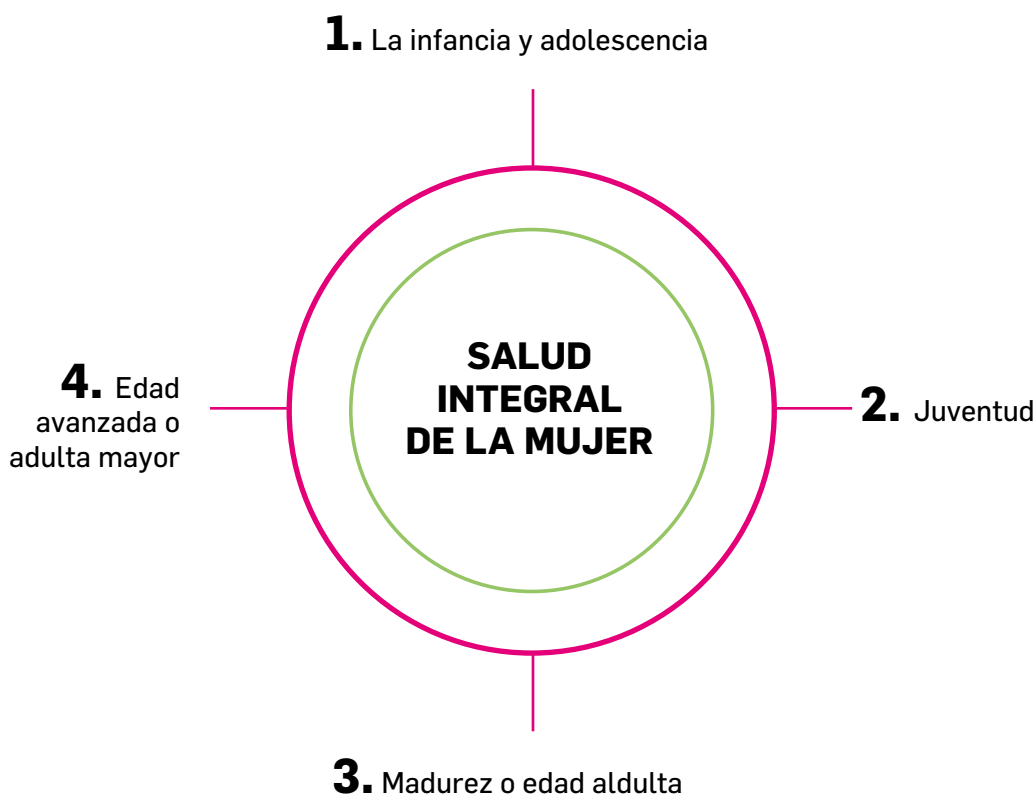 1. La infancia y adolescencia
SALUD
INTEGRAL
DE LA MUJER
2. Juventud
3. Madurez o edad aldulta
4. Edad
avanzada o
adulta mayor